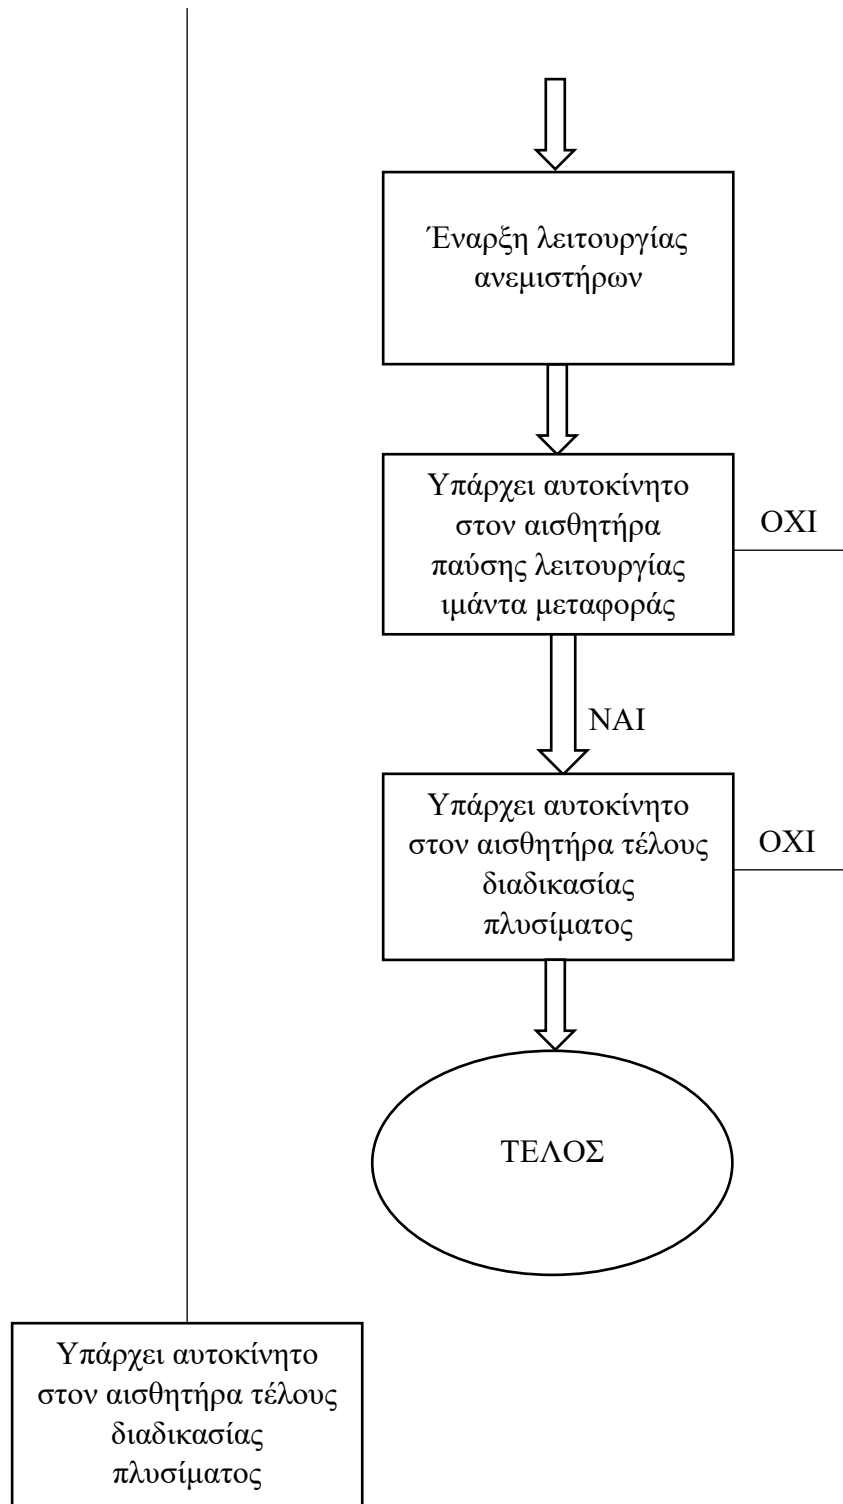 Έναρξη λειτουργίας
ανεμιστήρων
Υπάρχει αυτοκίνητο
στον αισθητήρα
παύσης λειτουργίας
ιμάντα μεταφοράς
ΟΧΙ
ΝΑΙ
Υπάρχει αυτοκίνητο
στον αισθητήρα τέλους
διαδικασίας
πλυσίματος
ΟΧΙ
ΤΕΛΟΣ
Υπάρχει αυτοκίνητο
στον αισθητήρα τέλους
διαδικασίας
πλυσίματος